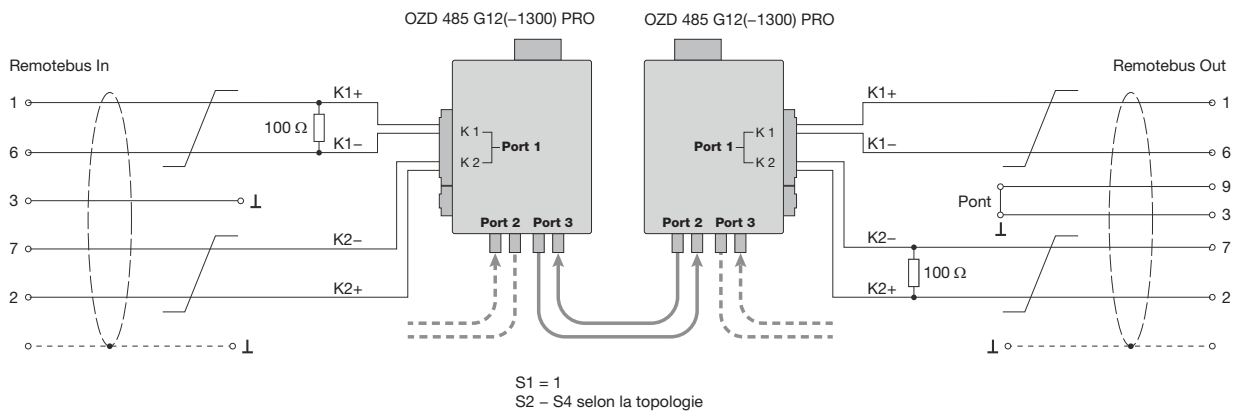 OZD 485 G12(–1300) PRO
OZD 485 G12(–1300) PRO
Remotebus In
Remotebus Out
1
K1+
K1+
1
100 Ω
K 1
K 2
Port 1
Port 1
K 1
K 2
6
K1–
K1–
6
9
3
⊥
Pont
3
⊥
Port 2
Port 3
Port 2
Port 3
7
K2–
K2–
7
100 Ω
2
K2+
K2+
2
⊥
⊥
S1 = 1
S2 – S4 selon la topologie